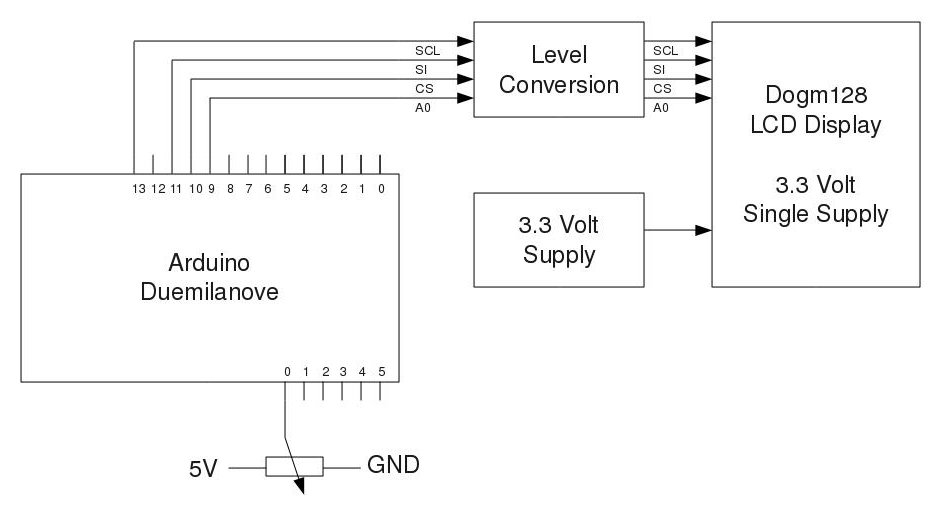 SCL
SI
CS
A0
Level
Conversion
SCL
SI
CS
A0
Dogm128
LCD Display
3.3 Volt
Single Supply
13 12 11 10 9 8 7 6 5 4 3 2 1 0
3.3 Volt
Supply
Arduino
Duemilanove
0 1 2 3 4 5
5V
GND